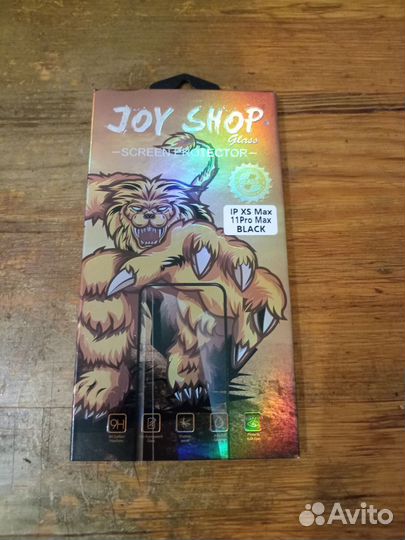 JOY SHOP
Glass
—SCREEN PROTECTOR—
IP XS Max
11Pro Max
BLACK
9H
Avito